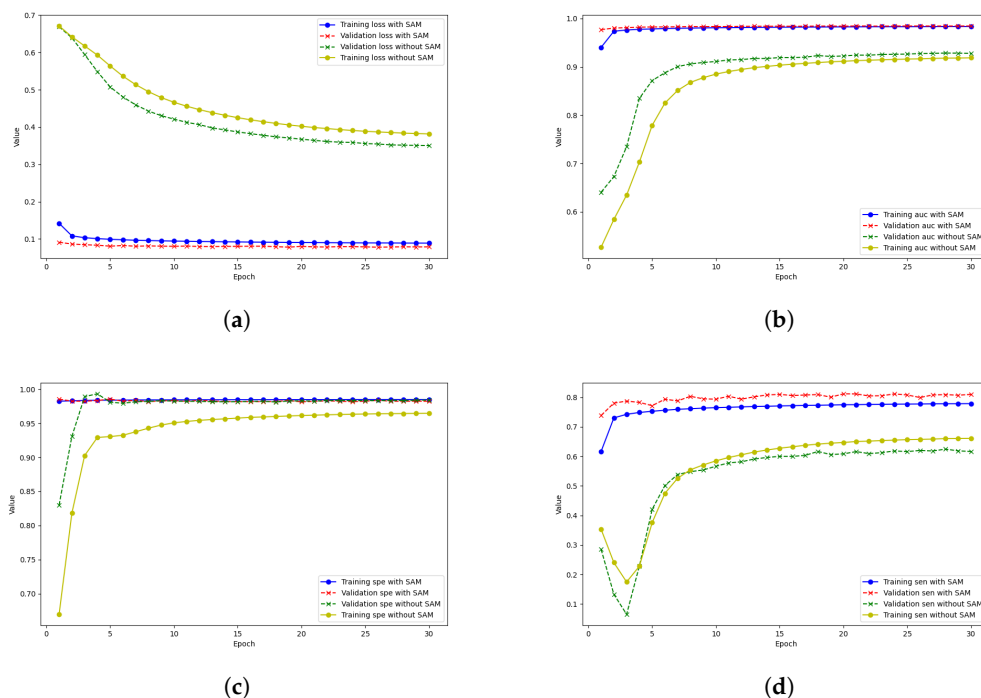 0.7
0.6
0.5
0.4
0.3
0.2
0.1
Value
0
5
10
15
20
25
30
Epoch
Training loss with SAM
Validation loss with SAM
Validation loss without SAM
Training loss without SAM
(a)
1.0
0.9
0.8
0.7
0.6
Value
0
5
10
15
20
25
30
Epoch
Training auc with SAM
Validation auc with SAM
Validation auc without SAM
Training auc without SAM
(b)
1.00
0.95
0.90
0.85
0.80
0.75
0.70
Value
0
5
10
15
20
25
30
Epoch
Training spe with SAM
Validation spe with SAM
Validation spe without SAM
Training spe without SAM
(c)
0.8
0.7
0.6
0.5
0.4
0.3
0.2
0.1
Value
0
5
10
15
20
25
30
Epoch
Training sen with SAM
Validation sen with SAM
Validation sen without SAM
Training sen without SAM
(d)